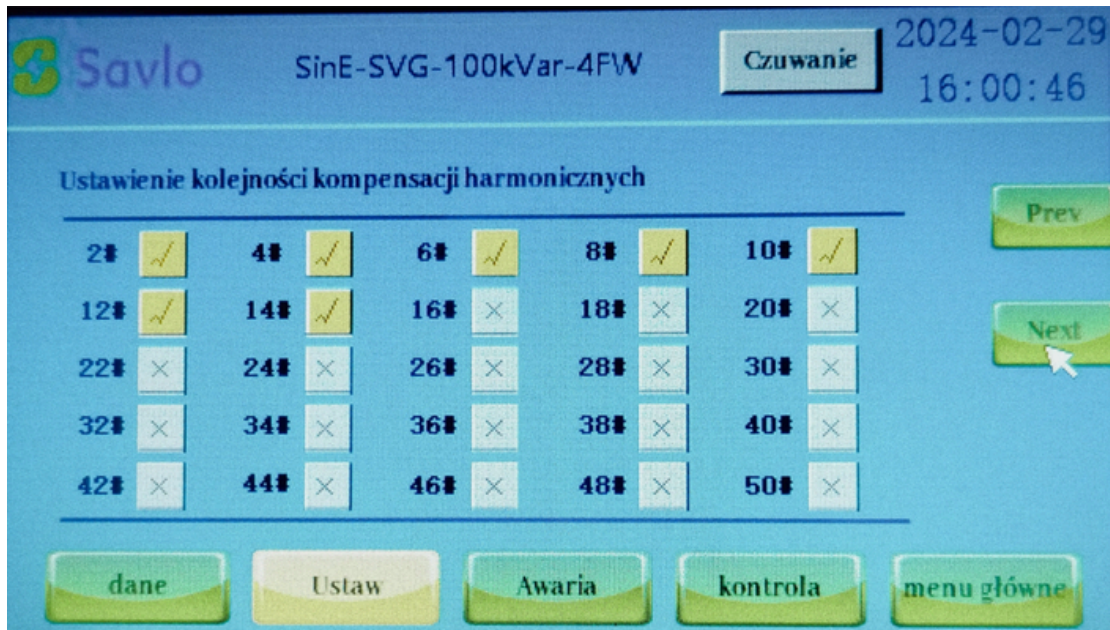 Savlo SinE-SVG-100kVar-4FW Czuwanie 2024-02-29
16:00:46
Ustawienie kolejności kompensacji harmonicznych
Prev
2# 4# 6# 8# 10#
12# 14# 16# 18# 20#
Next
22# 24# 26# 28# 30#
32# 34# 36# 38# 40#
42# 44# 46# 48# 50#
dane Ustaw Awaria kontrola menu główne